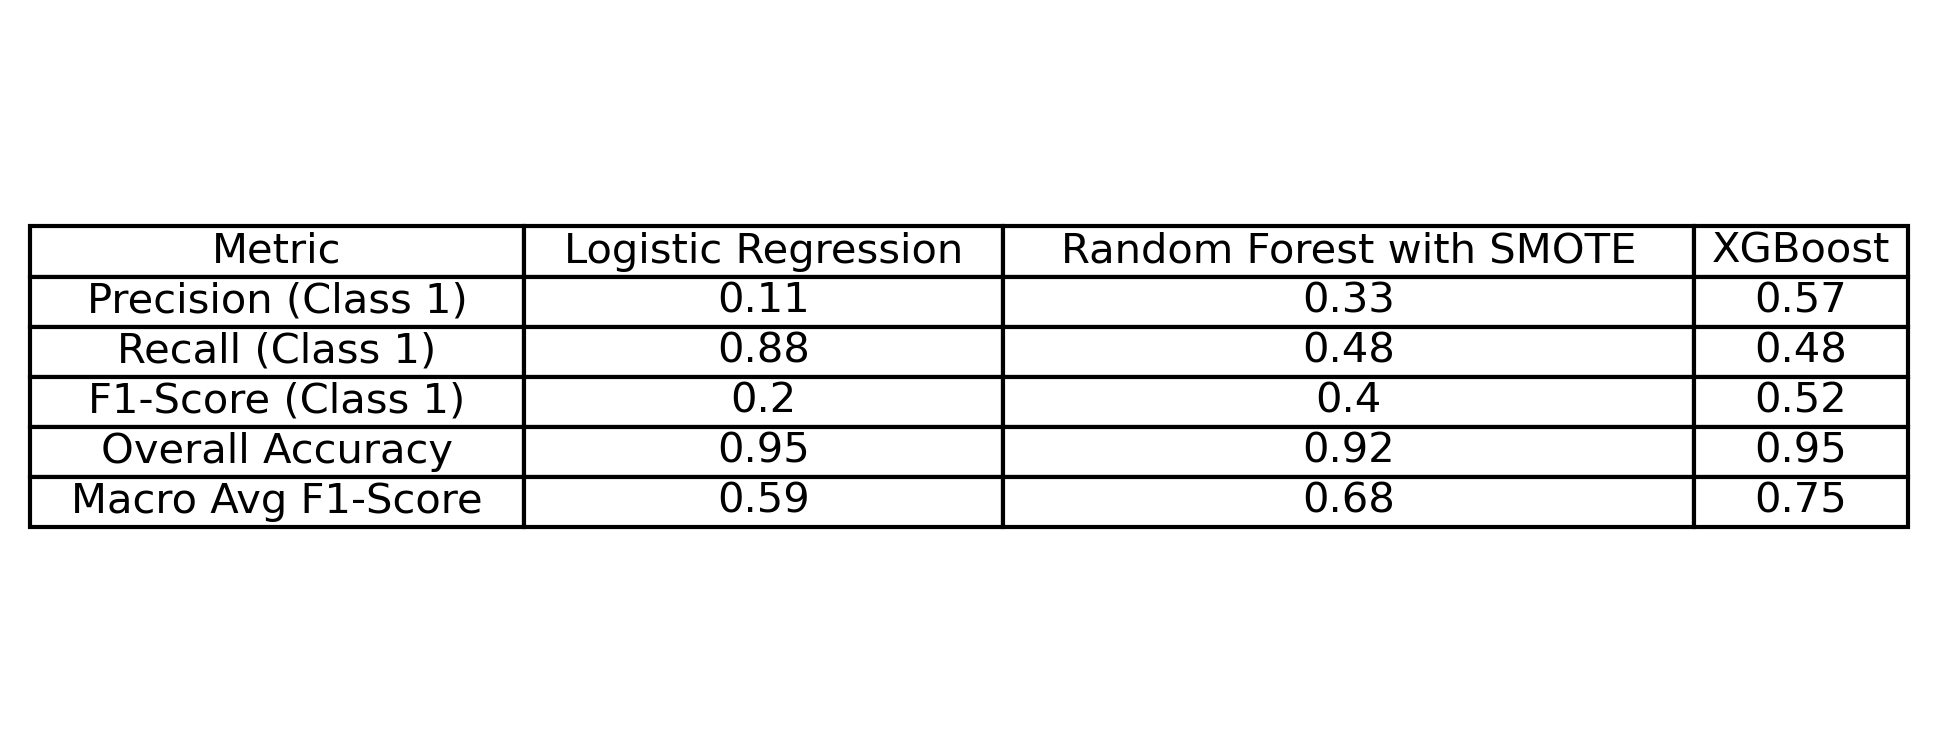 Metric Logistic Regression Random Forest with SMOTE XGBoost
Precision (Class 1) 0.11 0.33 0.57
Recall (Class 1) 0.88 0.48 0.48
F1-Score (Class 1) 0.2 0.4 0.52
Overall Accuracy 0.95 0.92 0.95
Macro Avg F1-Score 0.59 0.68 0.75